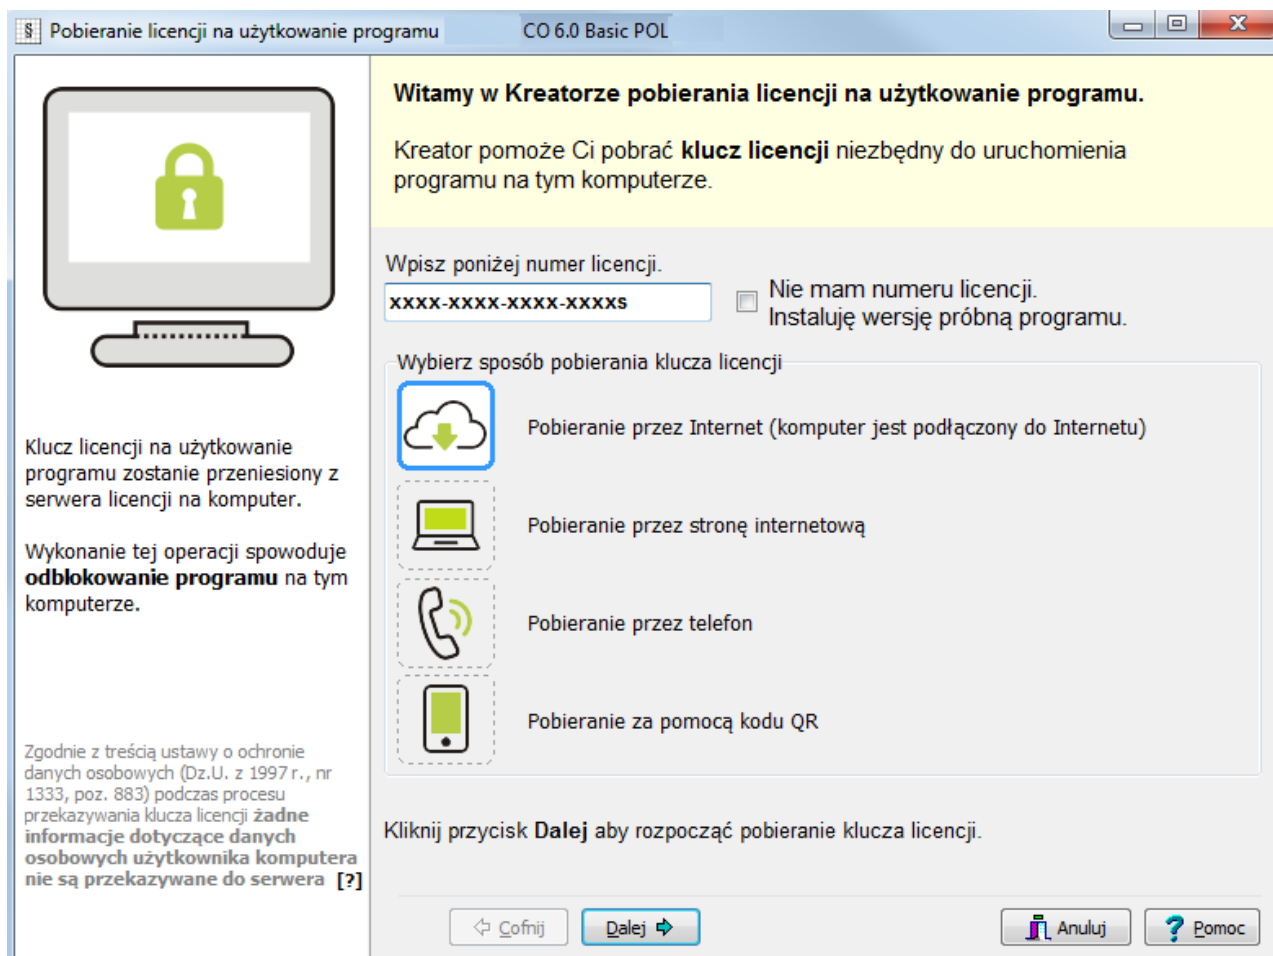 Pobieranie licencji na użytkowanie programu CO 6.0 Basic POL
Witamy w Kreatorze pobierania licencji na użytkowanie programu.
Kreator pomoże Ci pobrać klucz licencji niezbędny do uruchomienia
programu na tym komputerze.
Wpisz poniżej numer licencji.
xxxx-xxxx-xxxx-xxxxs
Nie mam numeru licencji.
Instaluję wersję próbną programu.
Wybierz sposób pobierania klucza licencji
Pobieranie przez Internet (komputer jest podłączony do Internetu)
Pobieranie przez stronę internetową
Pobieranie przez telefon
Pobieranie za pomocą kodu QR
Klucz licencji na użytkowanie
programu zostanie przeniesiony z
serwera licencji na komputer.
Wykonanie tej operacji spowoduje
odblokowanie programu na tym
komputerze.
Zgodnie z treścią ustawy o ochronie
danych osobowych (Dz.U. z 1997 r., nr
1333, poz. 883) podczas procesu
przekazywania klucza licencji żadne
informacje dotyczące danych
osobowych użytkownika komputera
nie są przekazywane do serwera [?]
Kliknij przycisk Dalej aby rozpocząć pobieranie klucza licencji.
Cofnij
Dalej
Anuluj
Pomoc